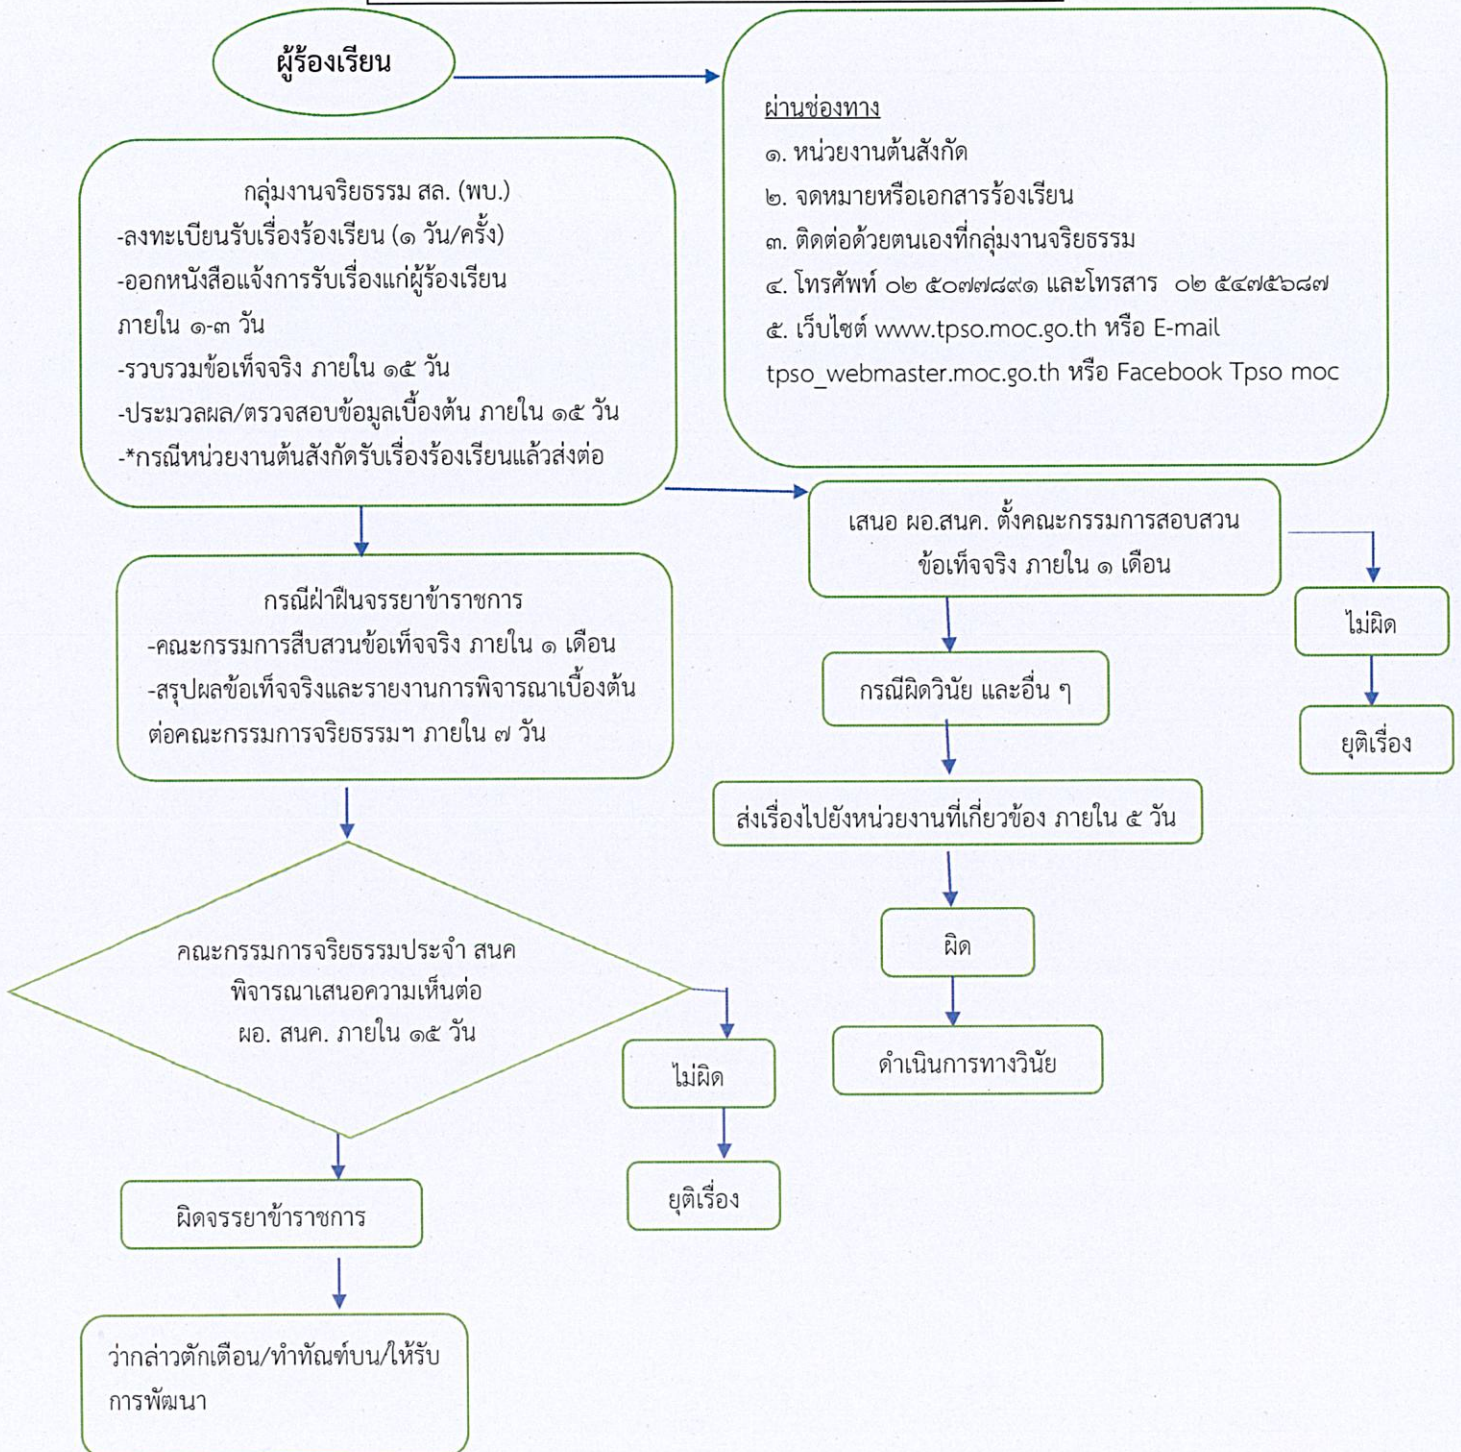 ผู้ร้องเรียน
ผ่านช่องทาง
๑. หน่วยงานต้นสังกัด
๒. จดหมายหรือเอกสารร้องเรียน
๓. ติดต่อด้วยตนเองที่กลุ่มงานจริยธรรม
๔. โทรศัพท์ ๐๒ ๕๐๗๗๘๙๑ และโทรสาร ๐๒ ๕๔๗๕๖๘๗
๕. เว็บไซต์ www.tpso.moc.go.th หรือ E-mail
tpso_webmaster.moc.go.th หรือ Facebook Tpso moc
กลุ่มงานจริยธรรม สล. (พบ.)
-ลงทะเบียนรับเรื่องร้องเรียน (๑ วัน/ครั้ง)
-ออกหนังสือแจ้งการรับเรื่องแก่ผู้ร้องเรียน
ภายใน ๑-๓ วัน
-รวบรวมข้อเท็จจริง ภายใน ๑๕ วัน
-ประมวลผล/ตรวจสอบข้อมูลเบื้องต้น ภายใน ๑๕ วัน
-*กรณีหน่วยงานต้นสังกัดรับเรื่องร้องเรียนแล้วส่งต่อ
เสนอ ผอ.สนค. ตั้งคณะกรรมการสอบสวน
ข้อเท็จจริง ภายใน ๑ เดือน
ไม่ผิด
ยุติเรื่อง
กรณีฝ่าฝืนจรรยาข้าราชการ
-คณะกรรมการสืบสวนข้อเท็จจริง ภายใน ๑ เดือน
-สรุปผลข้อเท็จจริงและรายงานการพิจารณาเบื้องต้น
ต่อคณะกรรมการจริยธรรมฯ ภายใน ๗ วัน
กรณีผิดวินัย และอื่น ๆ
ส่งเรื่องไปยังหน่วยงานที่เกี่ยวข้อง ภายใน ๕ วัน
ผิด
ดำเนินการทางวินัย
คณะกรรมการจริยธรรมประจำ สนค
พิจารณาเสนอความเห็นต่อ
ผอ. สนค. ภายใน ๑๕ วัน
ไม่ผิด
ยุติเรื่อง
ผิดจรรยาข้าราชการ
ว่ากล่าวตักเตือน/ทำทัณฑ์บน/ให้รับ
การพัฒนา